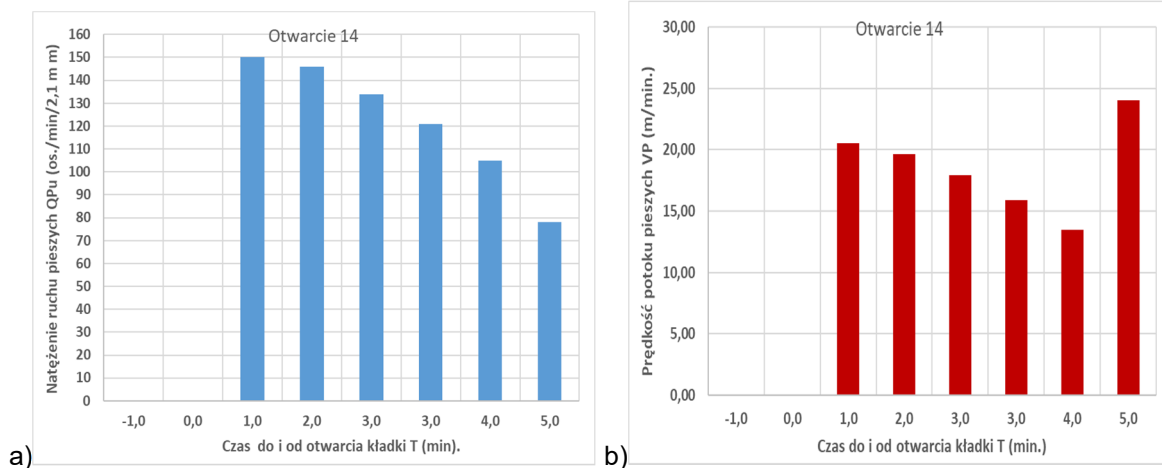 Otwarcie 14
Natężenie ruchu pieszych QPu (os./min/2,1 m m)
150
140
130
120
110
100
90
80
70
60
50
40
30
20
10
0
160
-1,0 0,0 1,0 2,0 3,0 3,0 4,0 5,0
Czas do i od otwarcia kładki T (min).
a)
Otwarcie 14
Prędkość potoku pieszych VP (m/min.)
30,00
25,00
20,00
15,00
10,00
5,00
0,00
-1,0 0,0 1,0 2,0 3,0 3,0 4,0 5,0
Czas do i od otwarcia kładki T (min.)
b)